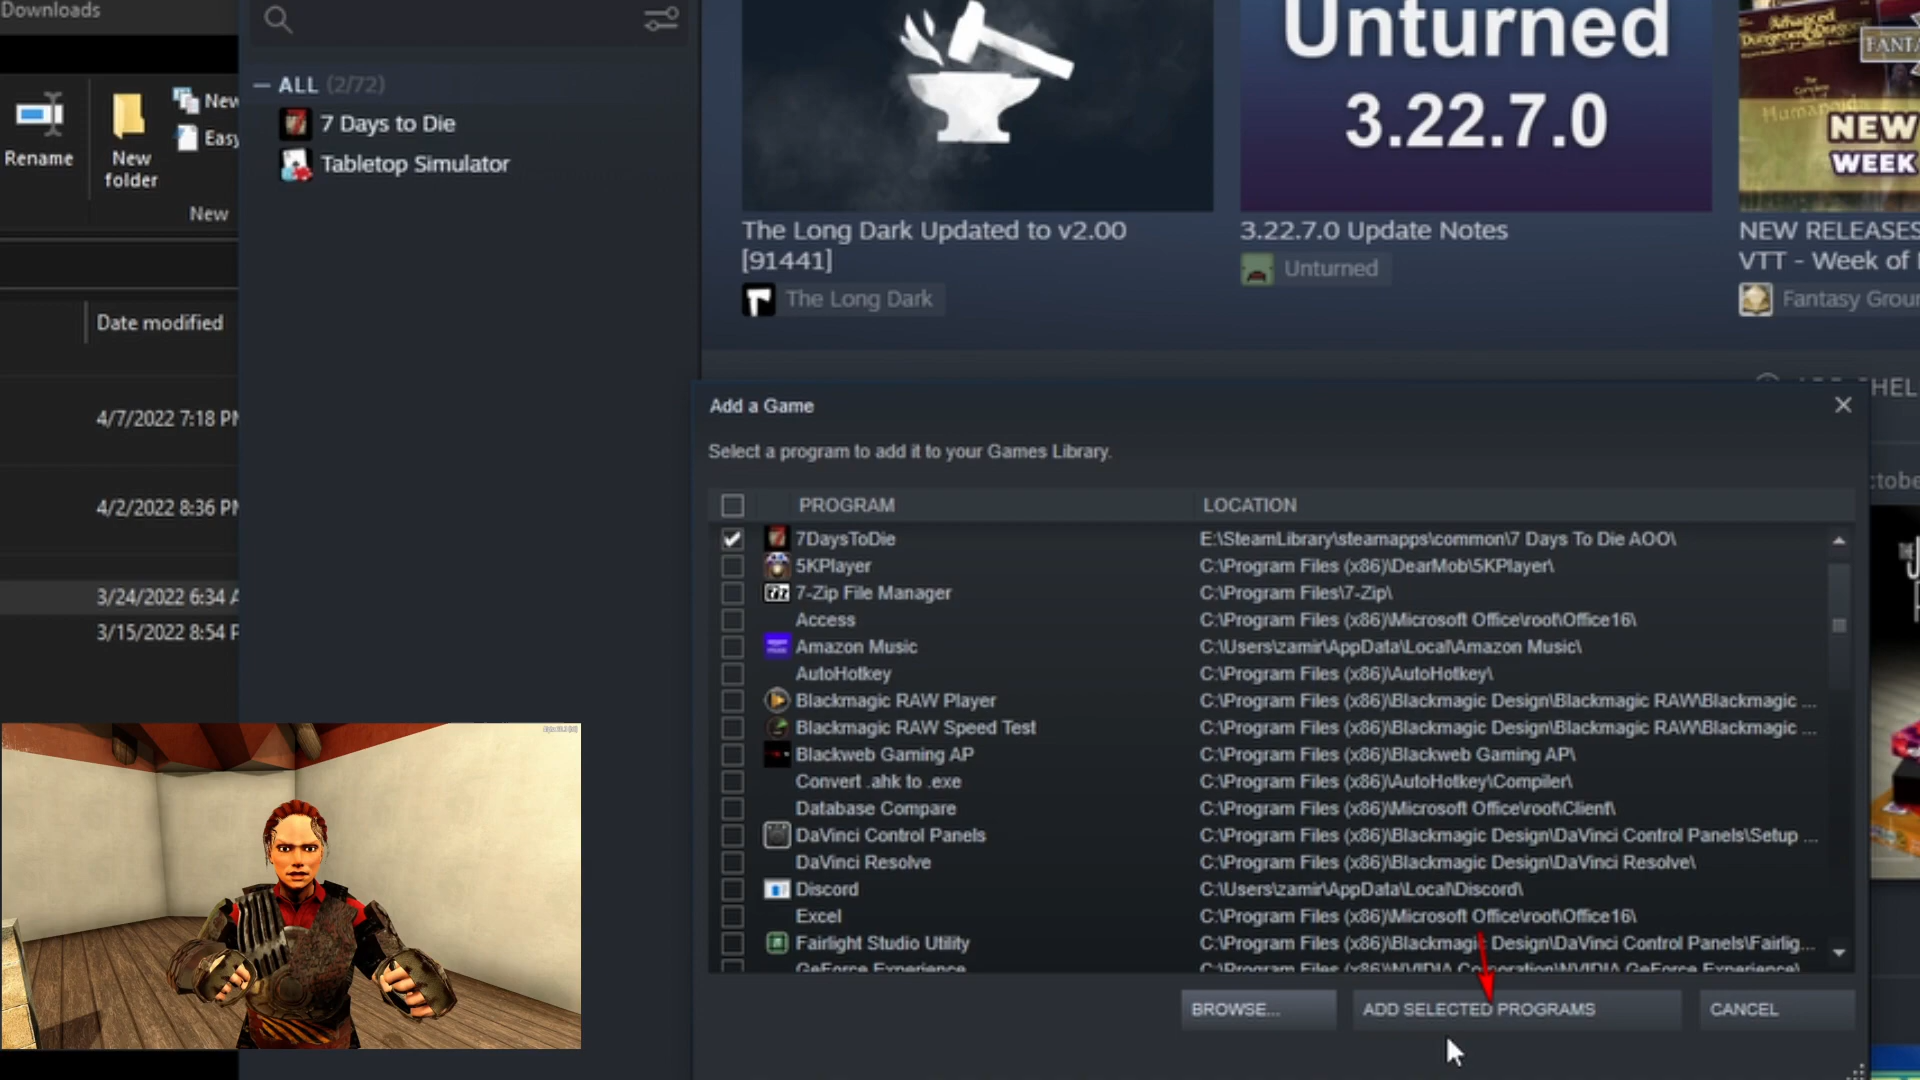 Downloads
Rename
New
folder
New
Easy
New
Date modified
4/7/2022 7:18 PM
4/2/2022 8:36 PM
3/24/2022 6:34 A
3/15/2022 8:54 P
ALL (2/72)
7 Days to Die
Tabletop Simulator
The Long Dark Updated to v2.00
[91441]
The Long Dark
Unturned
3.22.7.0
3.22.7.0 Update Notes
Unturned
Advanced
NEW
WEEK
NEW RELEASES
VTT - Week of
Fantasy Grou
Add a Game
Select a program to add it to your Games Library.
PROGRAM LOCATION
7DaysToDie E:\SteamLibrary\steamapps\common\7 Days To Die AOO\
5KPlayer C:\Program Files (x86)\DearMob\5KPlayer\
7-Zip File Manager C:\Program Files\7-Zip\
Access C:\Program Files (x86)\Microsoft Office\root\Office16\
Amazon Music C:\Users\zamir\AppData\Local\Amazon Music\
AutoHotkey C:\Program Files (x86)\AutoHotkey\
Blackmagic RAW Player C:\Program Files (x86)\Blackmagic Design\Blackmagic RAW\Blackmagic ...
Blackmagic RAW Speed Test C:\Program Files (x86)\Blackmagic Design\Blackmagic RAW\Blackmagic ...
Blackweb Gaming AP C:\Program Files (x86)\Blackweb Gaming AP\
Convert .ahk to .exe C:\Program Files (x86)\AutoHotkey\Compiler\
Database Compare C:\Program Files (x86)\Microsoft Office\root\Client\
DaVinci Control Panels C:\Program Files (x86)\Blackmagic Design\DaVinci Control Panels\Setup ...
DaVinci Resolve C:\Program Files (x86)\Blackmagic Design\DaVinci Resolve\
Discord C:\Users\zamir\AppData\Local\Discord\
Excel C:\Program Files (x86)\Microsoft Office\root\Office16\
Fairlight Studio Utility C:\Program Files (x86)\Blackmagic Design\DaVinci Control Panels\Fairlig...
GeForce Experience C:\Program Files (x86)\NVIDIA Corporation\NVIDIA GeForce Experience\
BROWSE... ADD SELECTED PROGRAMS CANCEL